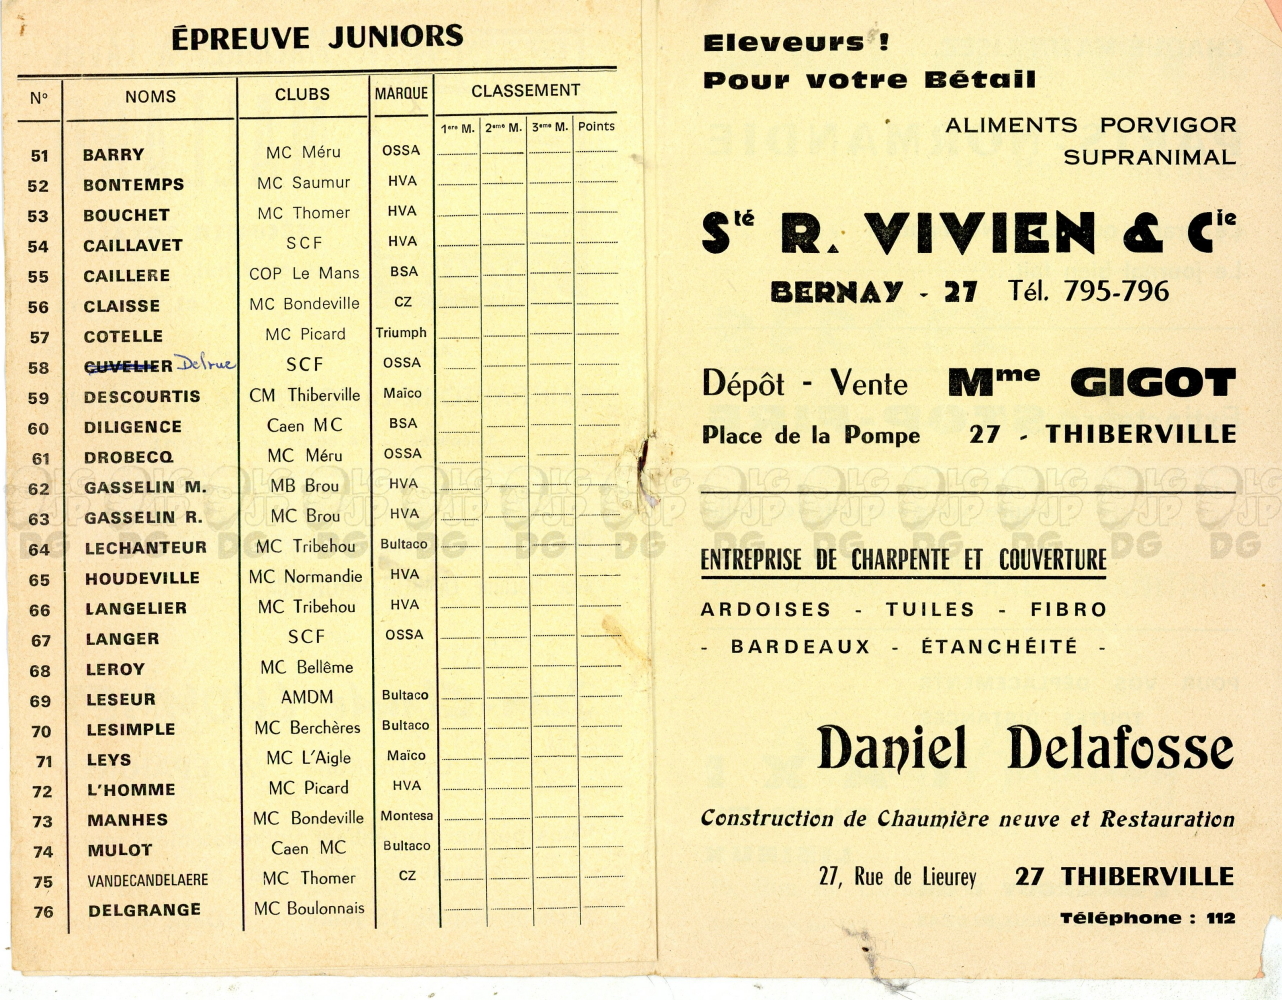 ÉPREUVE JUNIORS
N° NOMS CLUBS MARQUE CLASSEMENT
1ere M. 2eme M. 3eme M. Points
51 BARRY MC Méru OSSA
52 BONTEMPS MC Saumur HVA
53 BOUCHET MC Thomer HVA
54 CAILLAVET SCF HVA
55 CAILLERE COP Le Mans BSA
56 CLAISSE MC Bondeville CZ
57 COTELLE MC Picard Triumph
58 CUVELIER Delrue SCF OSSA
59 DESCOURTIS CM Thiberville Maïco
60 DILIGENCE Caen MC BSA
61 DROBECQ MC Méru OSSA
62 GASSELIN M. MB Brou HVA
63 GASSELIN R. MC Brou HVA
64 LECHANTEUR MC Tribehou Bultaco
65 HOUDEVILLE MC Normandie HVA
66 LANGELIER MC Tribehou HVA
67 LANGER SCF OSSA
68 LEROY MC Bellême
69 LESEUR AMDM Bultaco
70 LESIMPLE MC Berchères Bultaco
71 LEYS MC L'Aigle Maïco
72 L'HOMME MC Picard HVA
73 MANHES MC Bondeville Montesa
74 MULOT Caen MC Bultaco
75 VANDECANDELAERE MC Thomer CZ
76 DELGRANGE MC Boulonnais
Eleveurs !
Pour votre Bétail
ALIMENTS PORVIGOR
SUPRANIMAL
Sté R. VIVIEN & Cie
BERNAY - 27 Tél. 795-796
Dépôt - Vente Mme GIGOT
Place de la Pompe 27 - THIBERVILLE
ENTREPRISE DE CHARPENTE ET COUVERTURE
ARDOISES - TUILES - FIBRO
- BARDEAUX - ÉTANCHÉITÉ -
Daniel Delafosse
Construction de Chaumière neuve et Restauration
27, Rue de Lieurey 27 THIBERVILLE
Téléphone : 112
LG JP DG